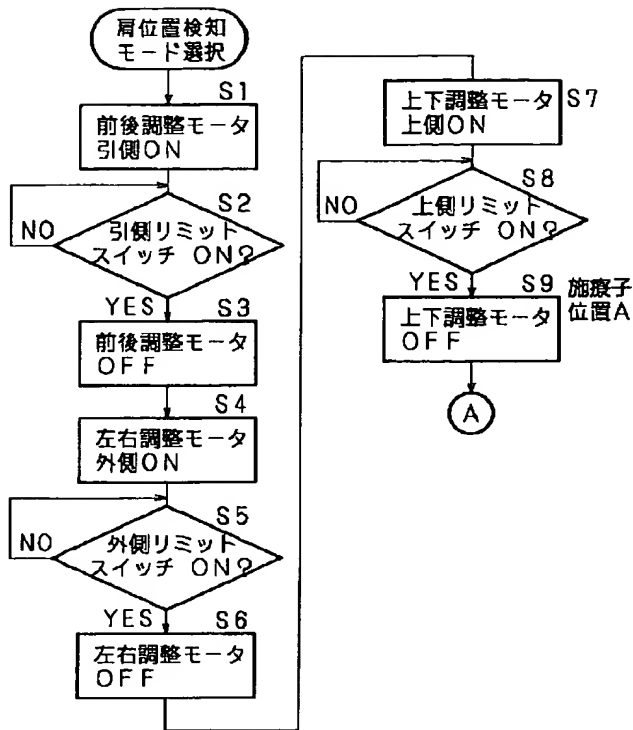 肩位置検知
モード選択
S1
前後調整モータ
引側ON
S2
引側リミット
スイッチ ON?
NO
YES
S3
前後調整モータ
OFF
S4
左右調整モータ
外側ON
S5
外側リミット
スイッチ ON?
NO
YES
S6
左右調整モータ
OFF
S7
上下調整モータ
上側ON
S8
上側リミット
スイッチ ON?
NO
YES
S9
施療子
位置A
上下調整モータ
OFF
A